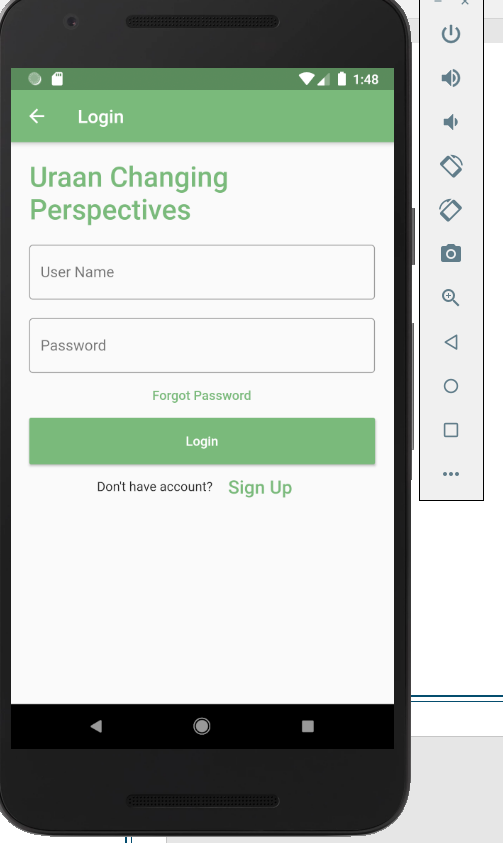 1:48
Login
Uraan Changing
Perspectives
User Name
Password
Forgot Password
Login
Don't have account? Sign Up